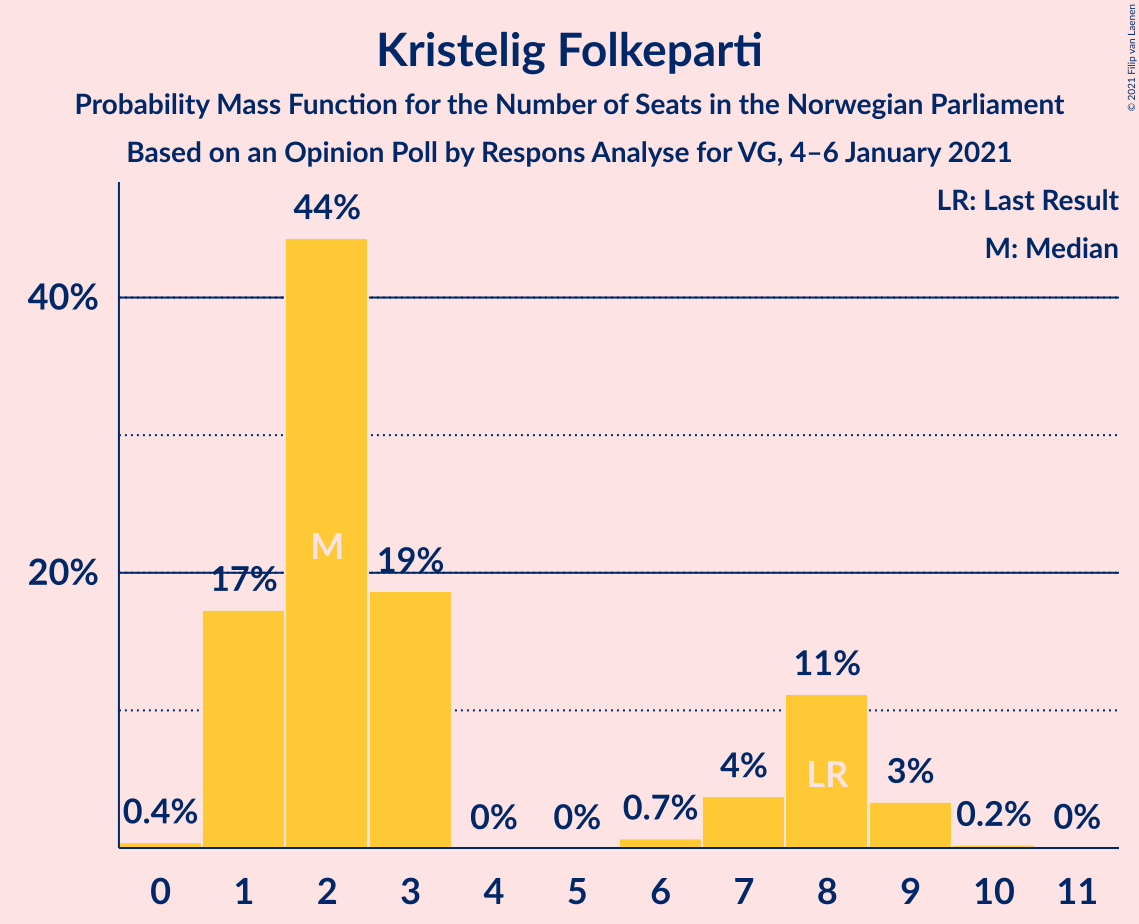 Kristelig Folkeparti
Probability Mass Function for the Number of Seats in the Norwegian Parliament
Based on an Opinion Poll by Respons Analyse for VG, 4–6 January 2021
© 2021 Filip van Laenen
LR: Last Result
M: Median
44%
40%
M
19%
20%
17%
11%
4%
LR
3%
0.4%
0%
0%
0.7%
0.2%
0%
0 1 2 3 4 5 6 7 8 9 10 11